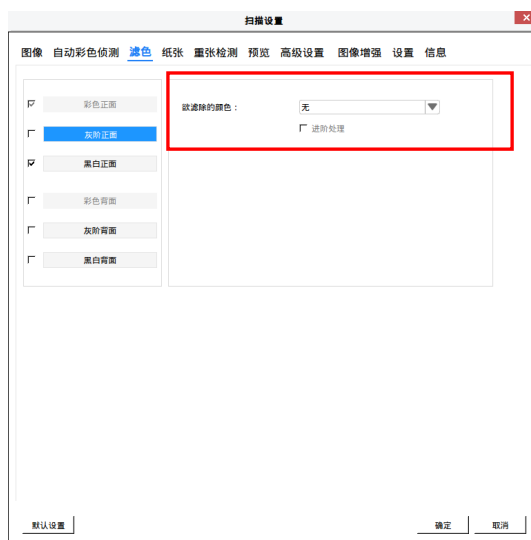 扫描设置
图像 自动彩色侦测 滤色 纸张 重张检测 预览 高级设置 图像增强 设置 信息
彩色正面
灰阶正面
黑白正面
彩色背面
灰阶背面
黑白背面
欲滤除的颜色： 无
进阶处理
默认设置 确定 取消